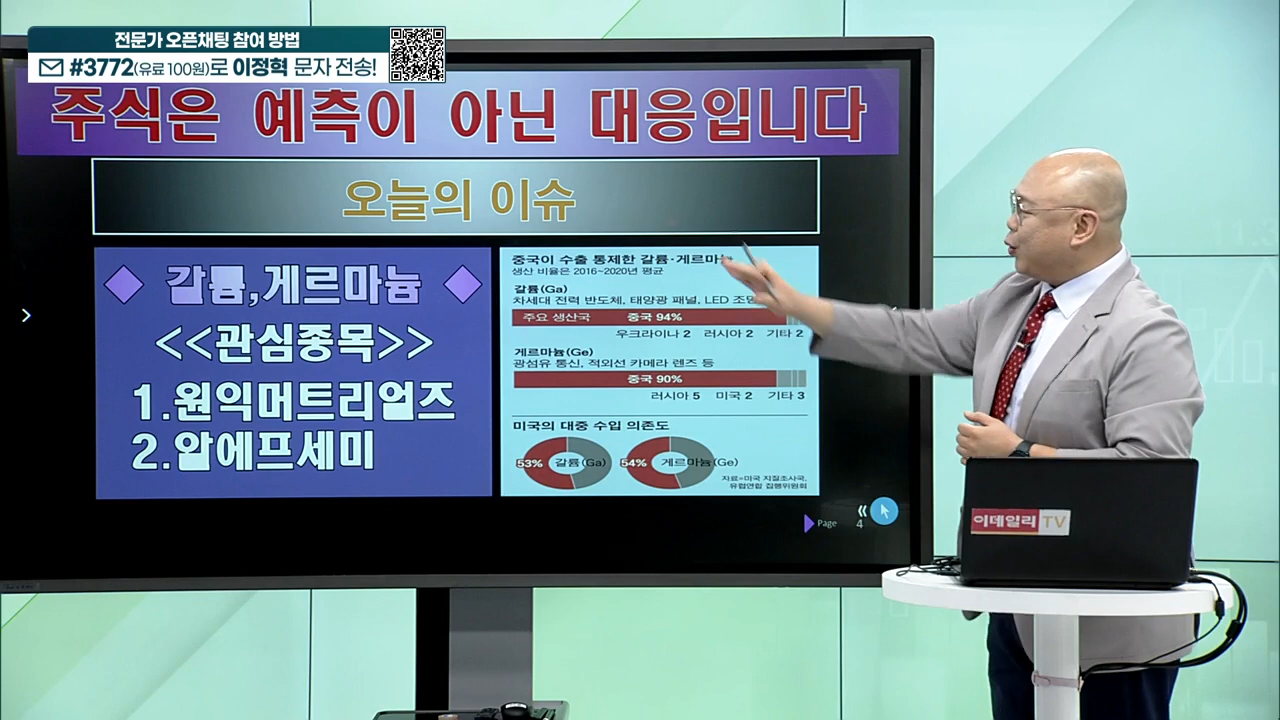 전문가 오픈채팅 참여 방법
#3772(유료 100원)로 이정혁 문자 전송!
주식은 예측이 아닌 대응입니다
오늘의 이슈
갈륨,게르마늄
<<관심종목>>
1.원익머트리얼즈
2.알에프세미
중국이 수출 통제한 갈륨·게르마늄
생산 비율은 2016~2020년 평균
갈륨(Ga)
차세대 전력 반도체, 태양광 패널, LED
주요 생산국 중국 94%
우크라이나 2 러시아 2 기타 2
게르마늄(Ge)
광섬유 통신, 적외선 카메라 렌즈 등
중국 90%
러시아 5 미국 2 기타 3
미국의 대중 수입 의존도
53% 갈륨(Ga) 54% 게르마늄(Ge)
자료=미국 지질조사국,
유럽연합 집행위원회
Page 4
이데일리TV